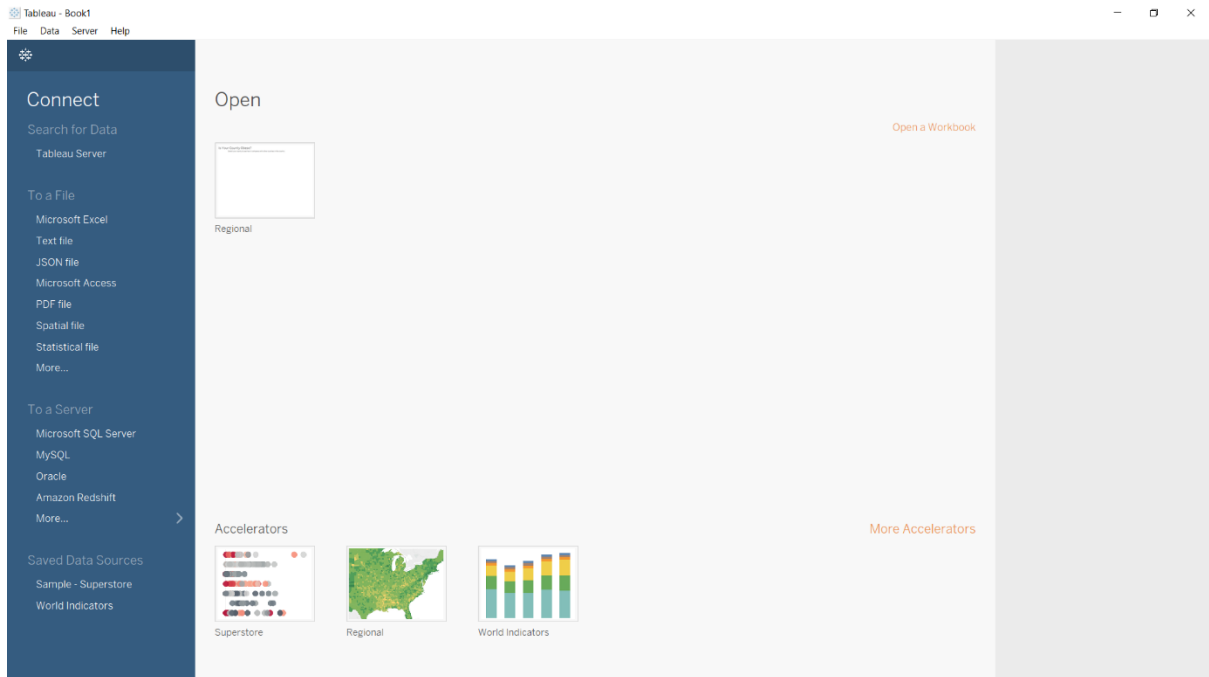 Tableau - Book1
File Data Server Help
Connect
Search for Data
Tableau Server
To a File
Microsoft Excel
Text file
JSON file
Microsoft Access
PDF file
Spatial file
Statistical file
More...
To a Server
Microsoft SQL Server
MySQL
Oracle
Amazon Redshift
More...
Saved Data Sources
Sample - Superstore
World Indicators
Open
Open a Workbook
Regional
Accelerators
More Accelerators
Superstore
Regional
World Indicators